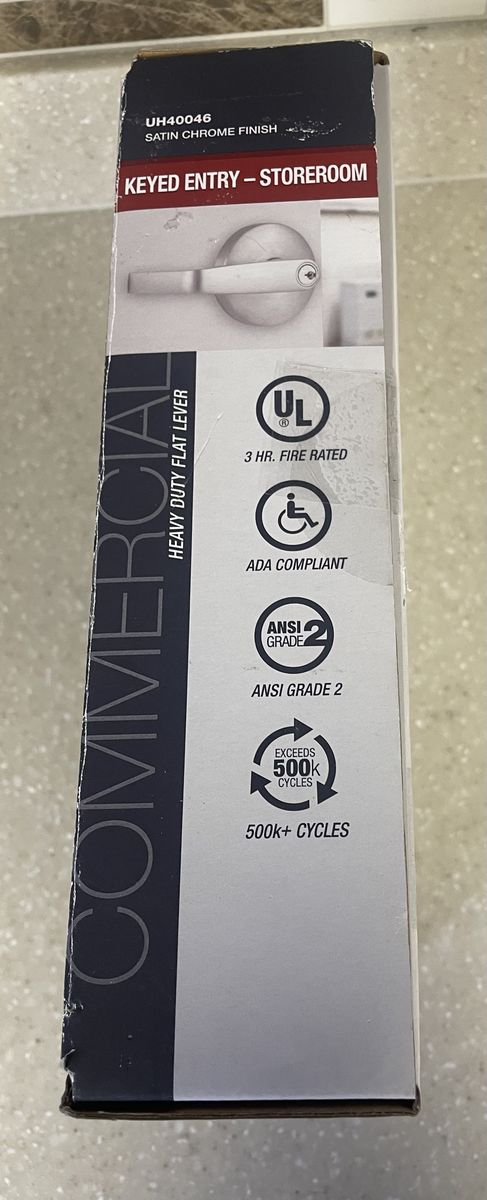 UH40046
SATIN CHROME FINISH
KEYED ENTRY – STOREROOM
COMMERCIAL
HEAVY DUTY FLAT LEVER
UL
®
3 HR. FIRE RATED
ADA COMPLIANT
ANSI
GRADE 2
ANSI GRADE 2
EXCEEDS
500k
CYCLES
500k+ CYCLES